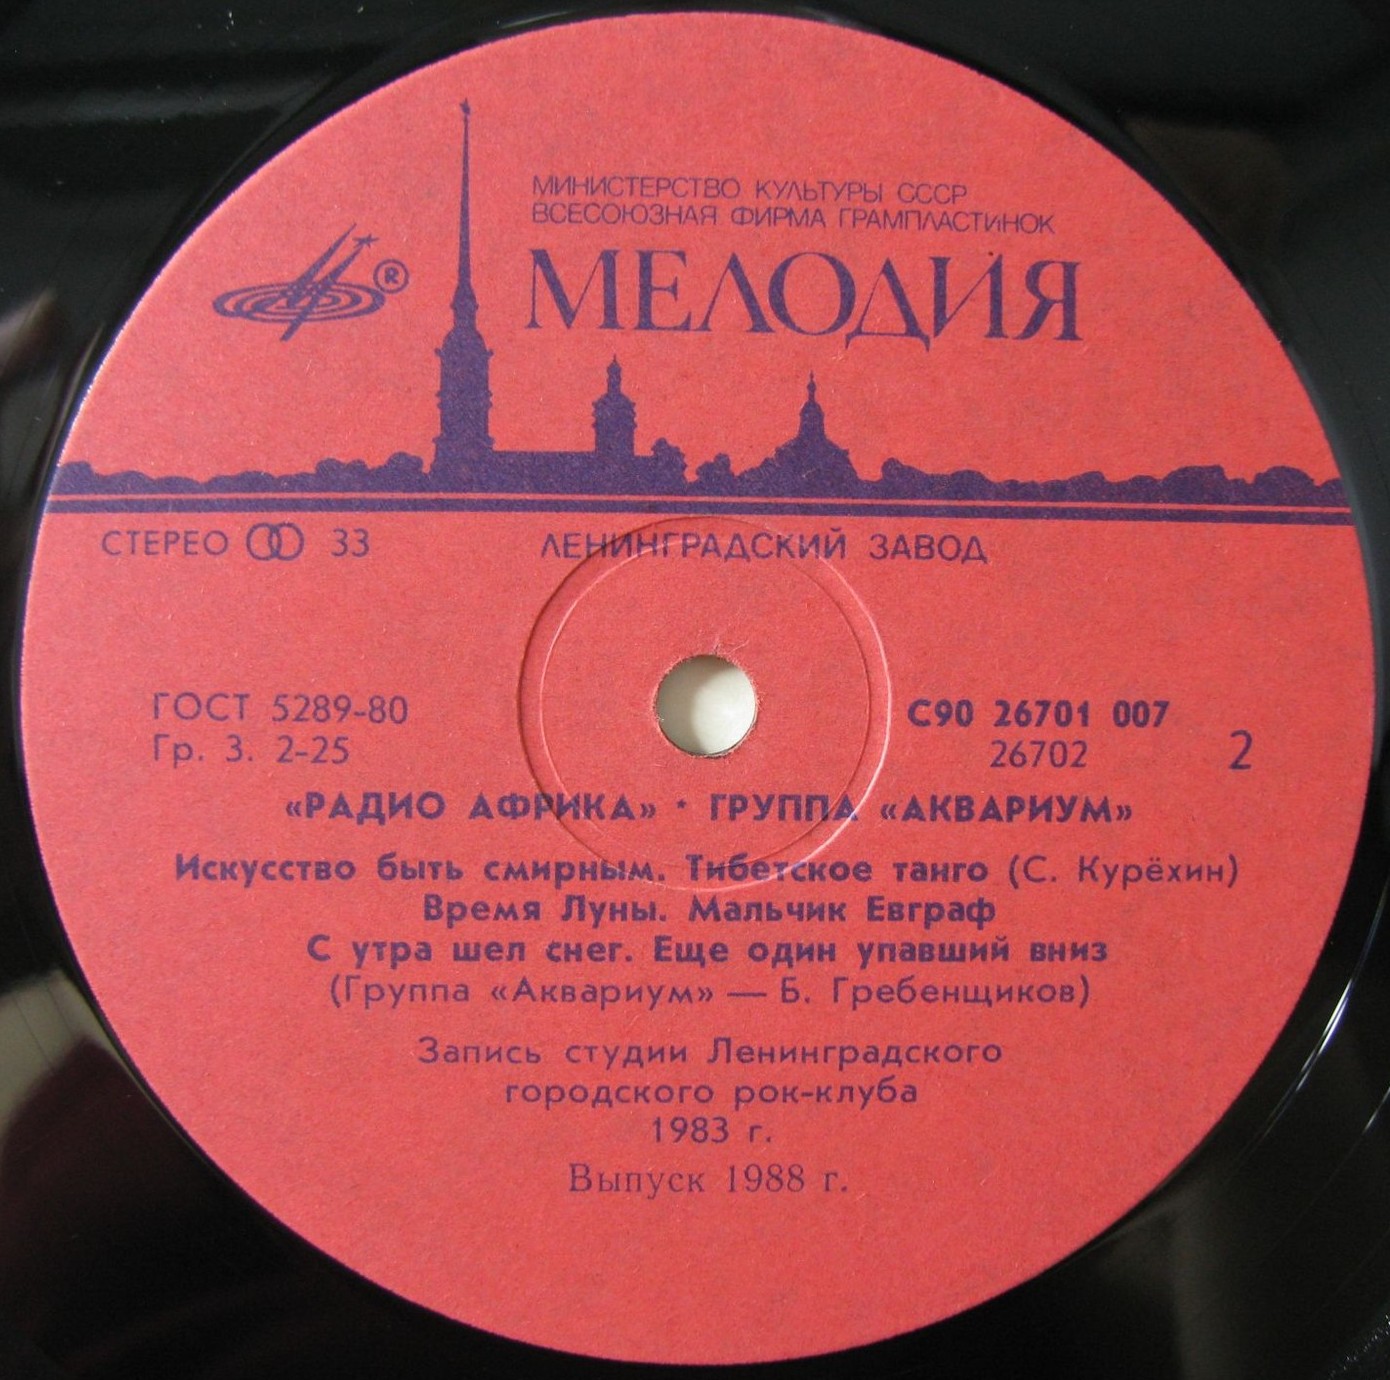 МИНИСТЕРСТВО КУЛЬТУРЫ СССР
ВСЕСОЮЗНАЯ ФИРМА ГРАМПЛАСТИНОК
МЕЛОДИЯ
®
СТЕРЕО 33
ЛЕНИНГРАДСКИЙ ЗАВОД
ГОСТ 5289-80
Гр. 3. 2-25
С90 26701 007
26702
2
«РАДИО АФРИКА» · ГРУППА «АКВАРИУМ»
Искусство быть смирным. Тибетское танго (С. Курёхин)
Время Луны. Мальчик Евграф
С утра шел снег. Еще один упавший вниз
(Группа «Аквариум» — Б. Гребенщиков)
Запись студии Ленинградского
городского рок-клуба
1983 г.
Выпуск 1988 г.